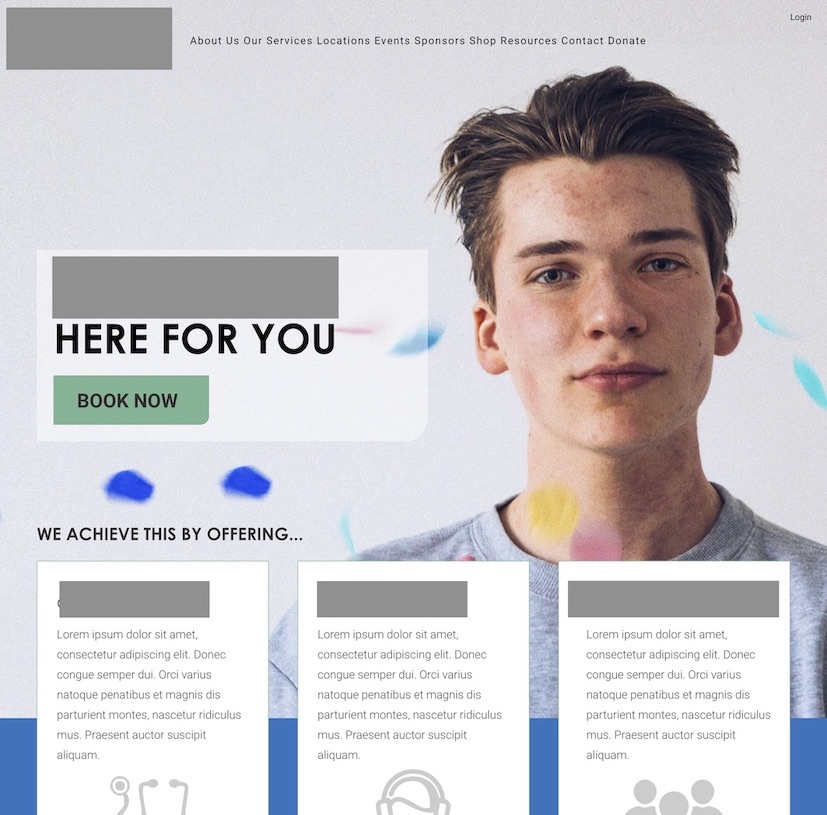 Login
About Us Our Services Locations Events Sponsors Shop Resources Contact Donate
HERE FOR YOU
BOOK NOW
WE ACHIEVE THIS BY OFFERING...
Lorem ipsum dolor sit amet,
consectetur adipiscing elit. Donec
congue semper dui. Orci varius
natoque penatibus et magnis dis
parturient montes, nascetur ridiculus
mus. Praesent auctor suscipit
aliquam.
Lorem ipsum dolor sit amet,
consectetur adipiscing elit. Donec
congue semper dui. Orci varius
natoque penatibus et magnis dis
parturient montes, nascetur ridiculus
mus. Praesent auctor suscipit
aliquam.
Lorem ipsum dolor sit amet,
consectetur adipiscing elit. Donec
congue semper dui. Orci varius
natoque penatibus et magnis dis
parturient montes, nascetur ridiculus
mus. Praesent auctor suscipit
aliquam.